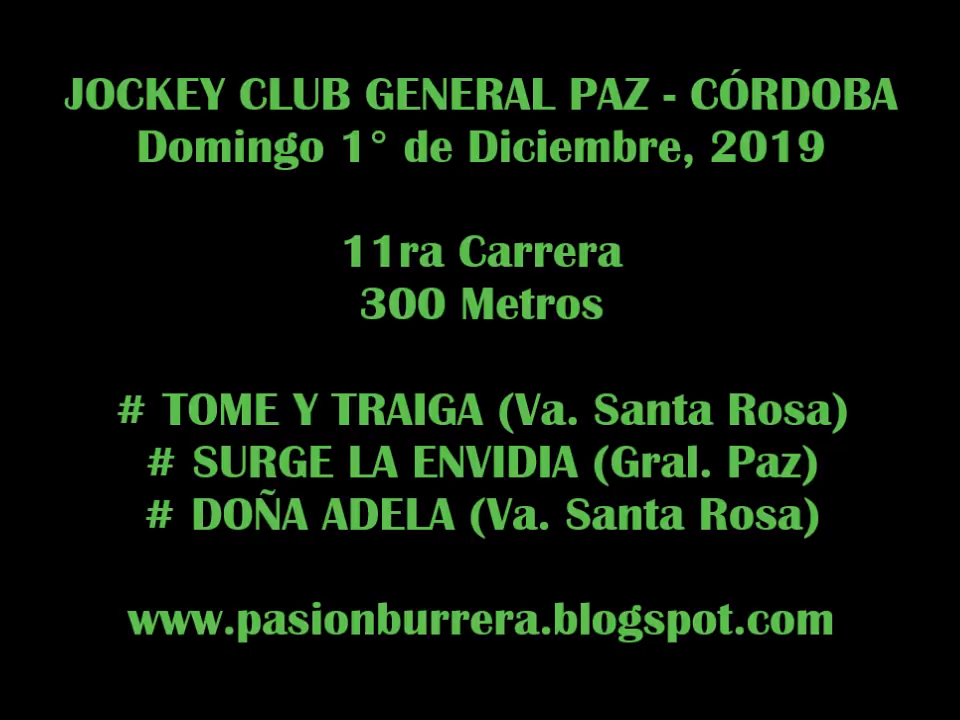 JOCKEY CLUB GENERAL PAZ - CÓRDOBA
Domingo 1° de Diciembre, 2019
11ra Carrera
300 Metros
# TOME Y TRAIGA (Va. Santa Rosa)
# SURGE LA ENVIDIA (Gral. Paz)
# DOÑA ADELA (Va. Santa Rosa)
www.pasionburrera.blogspot.com